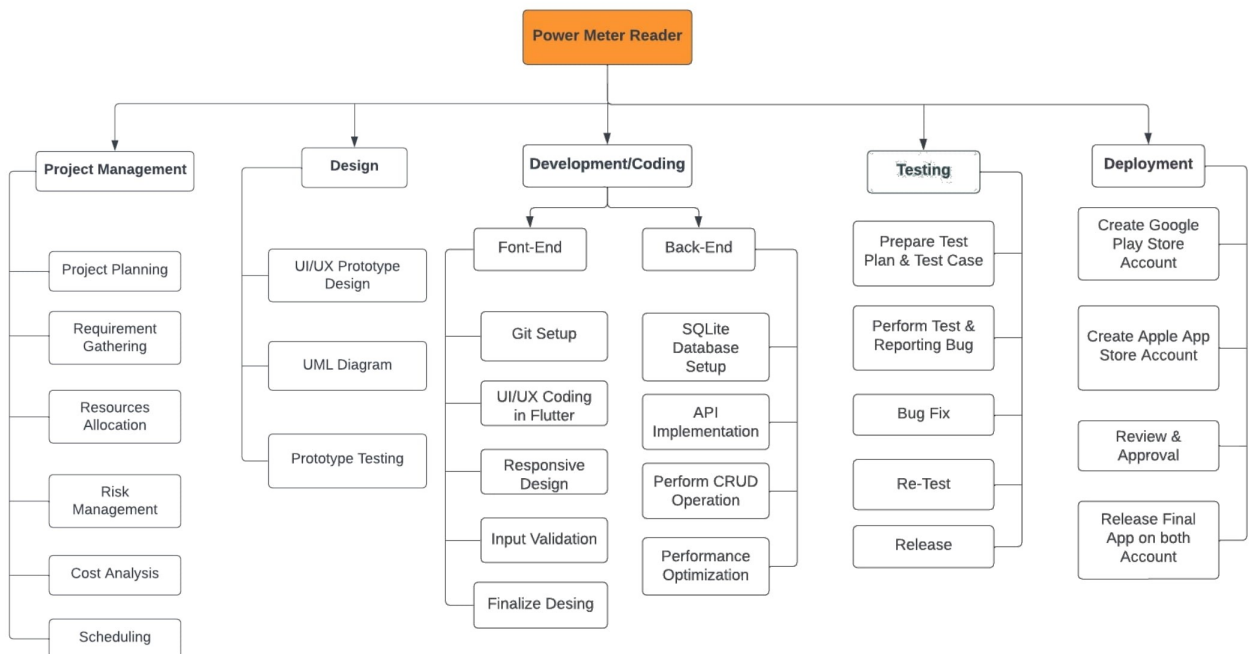 Power Meter Reader
Project Management
Project Planning
Requirement
Gathering
Resources
Allocation
Risk
Management
Cost Analysis
Scheduling
Design
UI/UX Prototype
Design
UML Diagram
Prototype Testing
Development/Coding
Font-End
Git Setup
UI/UX Coding
in Flutter
Responsive
Design
Input Validation
Finalize Desing
Back-End
SQLite
Database
Setup
API
Implementation
Perform CRUD
Operation
Performance
Optimization
Testing
Prepare Test
Plan & Test Case
Perform Test &
Reporting Bug
Bug Fix
Re-Test
Release
Deployment
Create Google
Play Store
Account
Create Apple App
Store Account
Review &
Approval
Release Final
App on both
Account